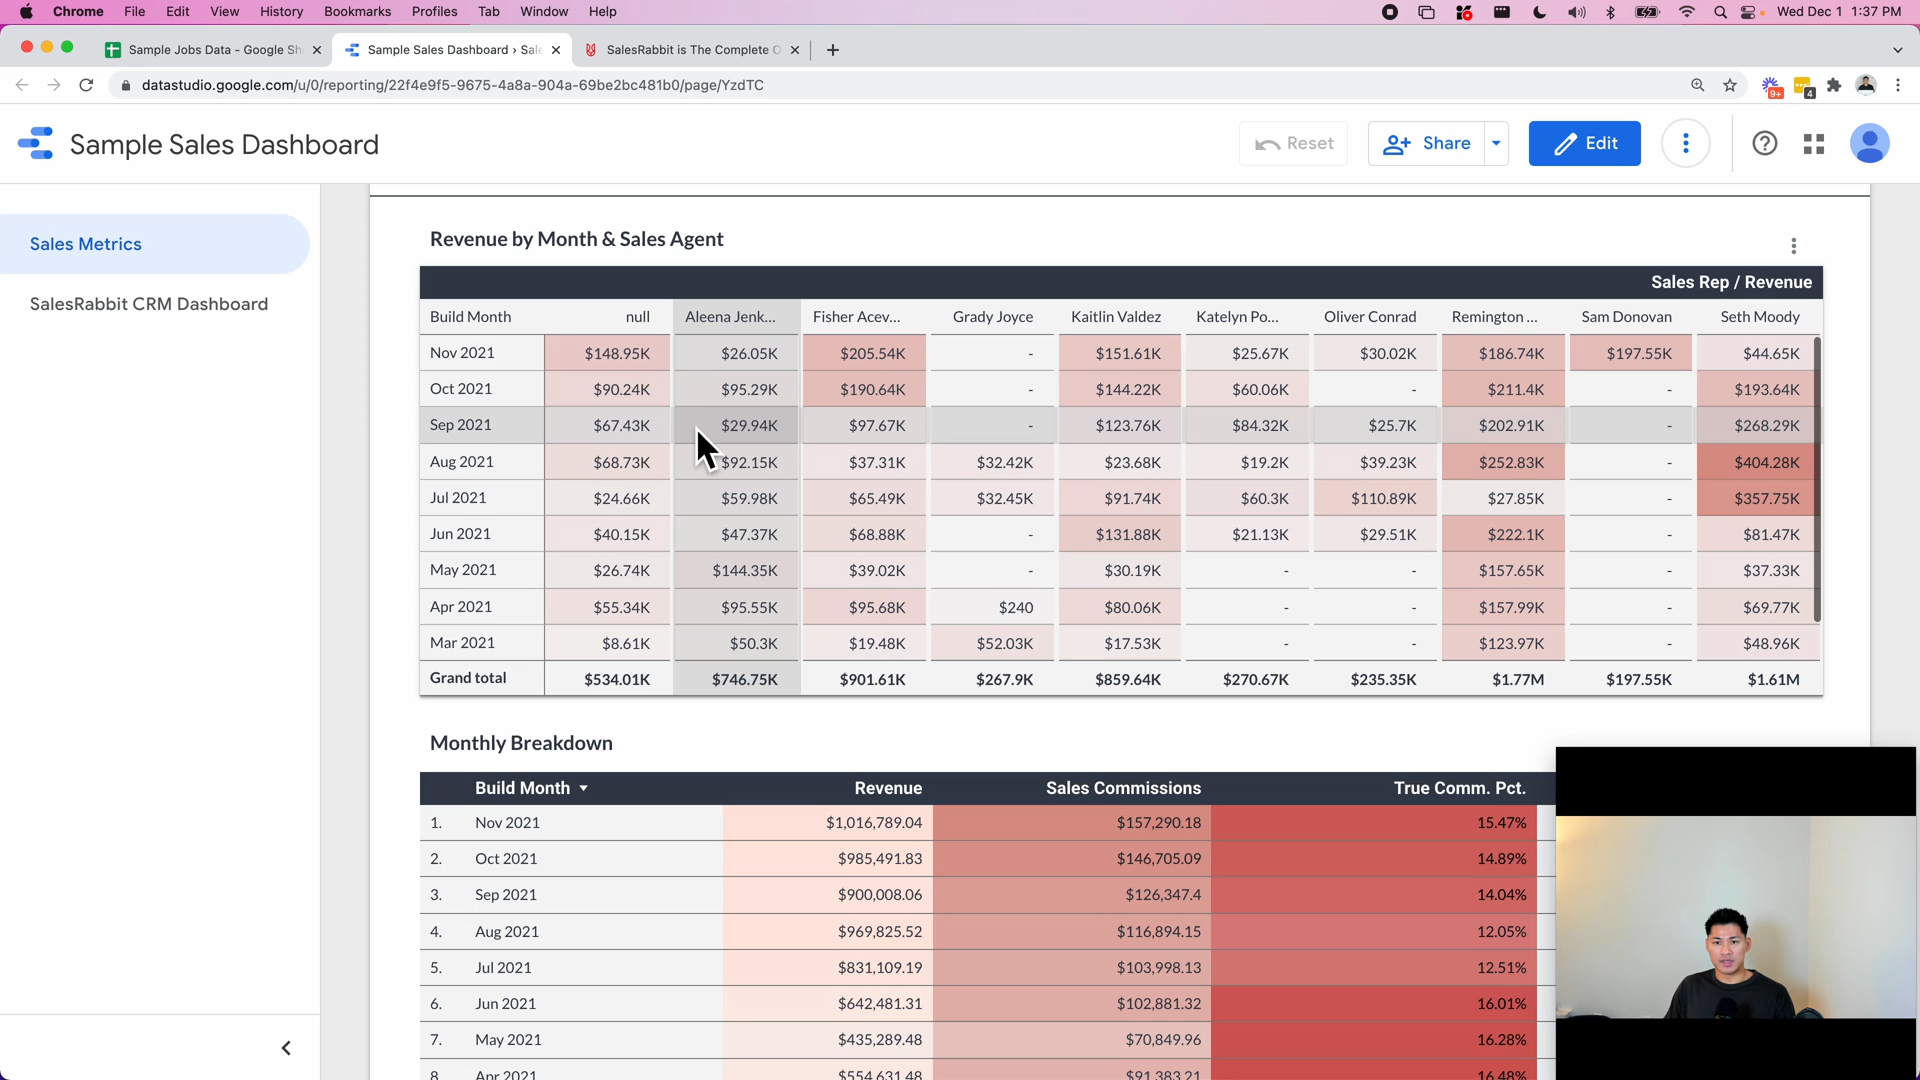 Chrome File Edit View History Bookmarks Profiles Tab Window Help Wed Dec 1 1:37 PM
Sample Jobs Data - Google Sh Sample Sales Dashboard › Sale SalesRabbit is The Complete O
datastudio.google.com/u/0/reporting/22f4e9f5-9675-4a8a-904a-69be2bc481b0/page/YzdTC 9+ 4
Sample Sales Dashboard Reset Share Edit
Sales Metrics
SalesRabbit CRM Dashboard
Revenue by Month & Sales Agent
Sales Rep / Revenue
Build Month null Aleena Jenk... Fisher Acev... Grady Joyce Kaitlin Valdez Katelyn Po... Oliver Conrad Remington ... Sam Donovan Seth Moody
Nov 2021 $148.95K $26.05K $205.54K - $151.61K $25.67K $30.02K $186.74K $197.55K $44.65K
Oct 2021 $90.24K $95.29K $190.64K - $144.22K $60.06K - $211.4K - $193.64K
Sep 2021 $67.43K $29.94K $97.67K - $123.76K $84.32K $25.7K $202.91K - $268.29K
Aug 2021 $68.73K $92.15K $37.31K $32.42K $23.68K $19.2K $39.23K $252.83K - $404.28K
Jul 2021 $24.66K $59.98K $65.49K $32.45K $91.74K $60.3K $110.89K $27.85K - $357.75K
Jun 2021 $40.15K $47.37K $68.88K - $131.88K $21.13K $29.51K $222.1K - $81.47K
May 2021 $26.74K $144.35K $39.02K - $30.19K - - $157.65K - $37.33K
Apr 2021 $55.34K $95.55K $95.68K $240 $80.06K - - $157.99K - $69.77K
Mar 2021 $8.61K $50.3K $19.48K $52.03K $17.53K - - $123.97K - $48.96K
Grand total $534.01K $746.75K $901.61K $267.9K $859.64K $270.67K $235.35K $1.77M $197.55K $1.61M
Monthly Breakdown
Build Month Revenue Sales Commissions True Comm. Pct.
1. Nov 2021 $1,016,789.04 $157,290.18 15.47%
2. Oct 2021 $985,491.83 $146,705.09 14.89%
3. Sep 2021 $900,008.06 $126,347.4 14.04%
4. Aug 2021 $969,825.52 $116,894.15 12.05%
5. Jul 2021 $831,109.19 $103,998.13 12.51%
6. Jun 2021 $642,481.31 $102,881.32 16.01%
7. May 2021 $435,289.48 $70,849.96 16.28%
8. Apr 2021 $554,631.48 $91,383.21 16.48%